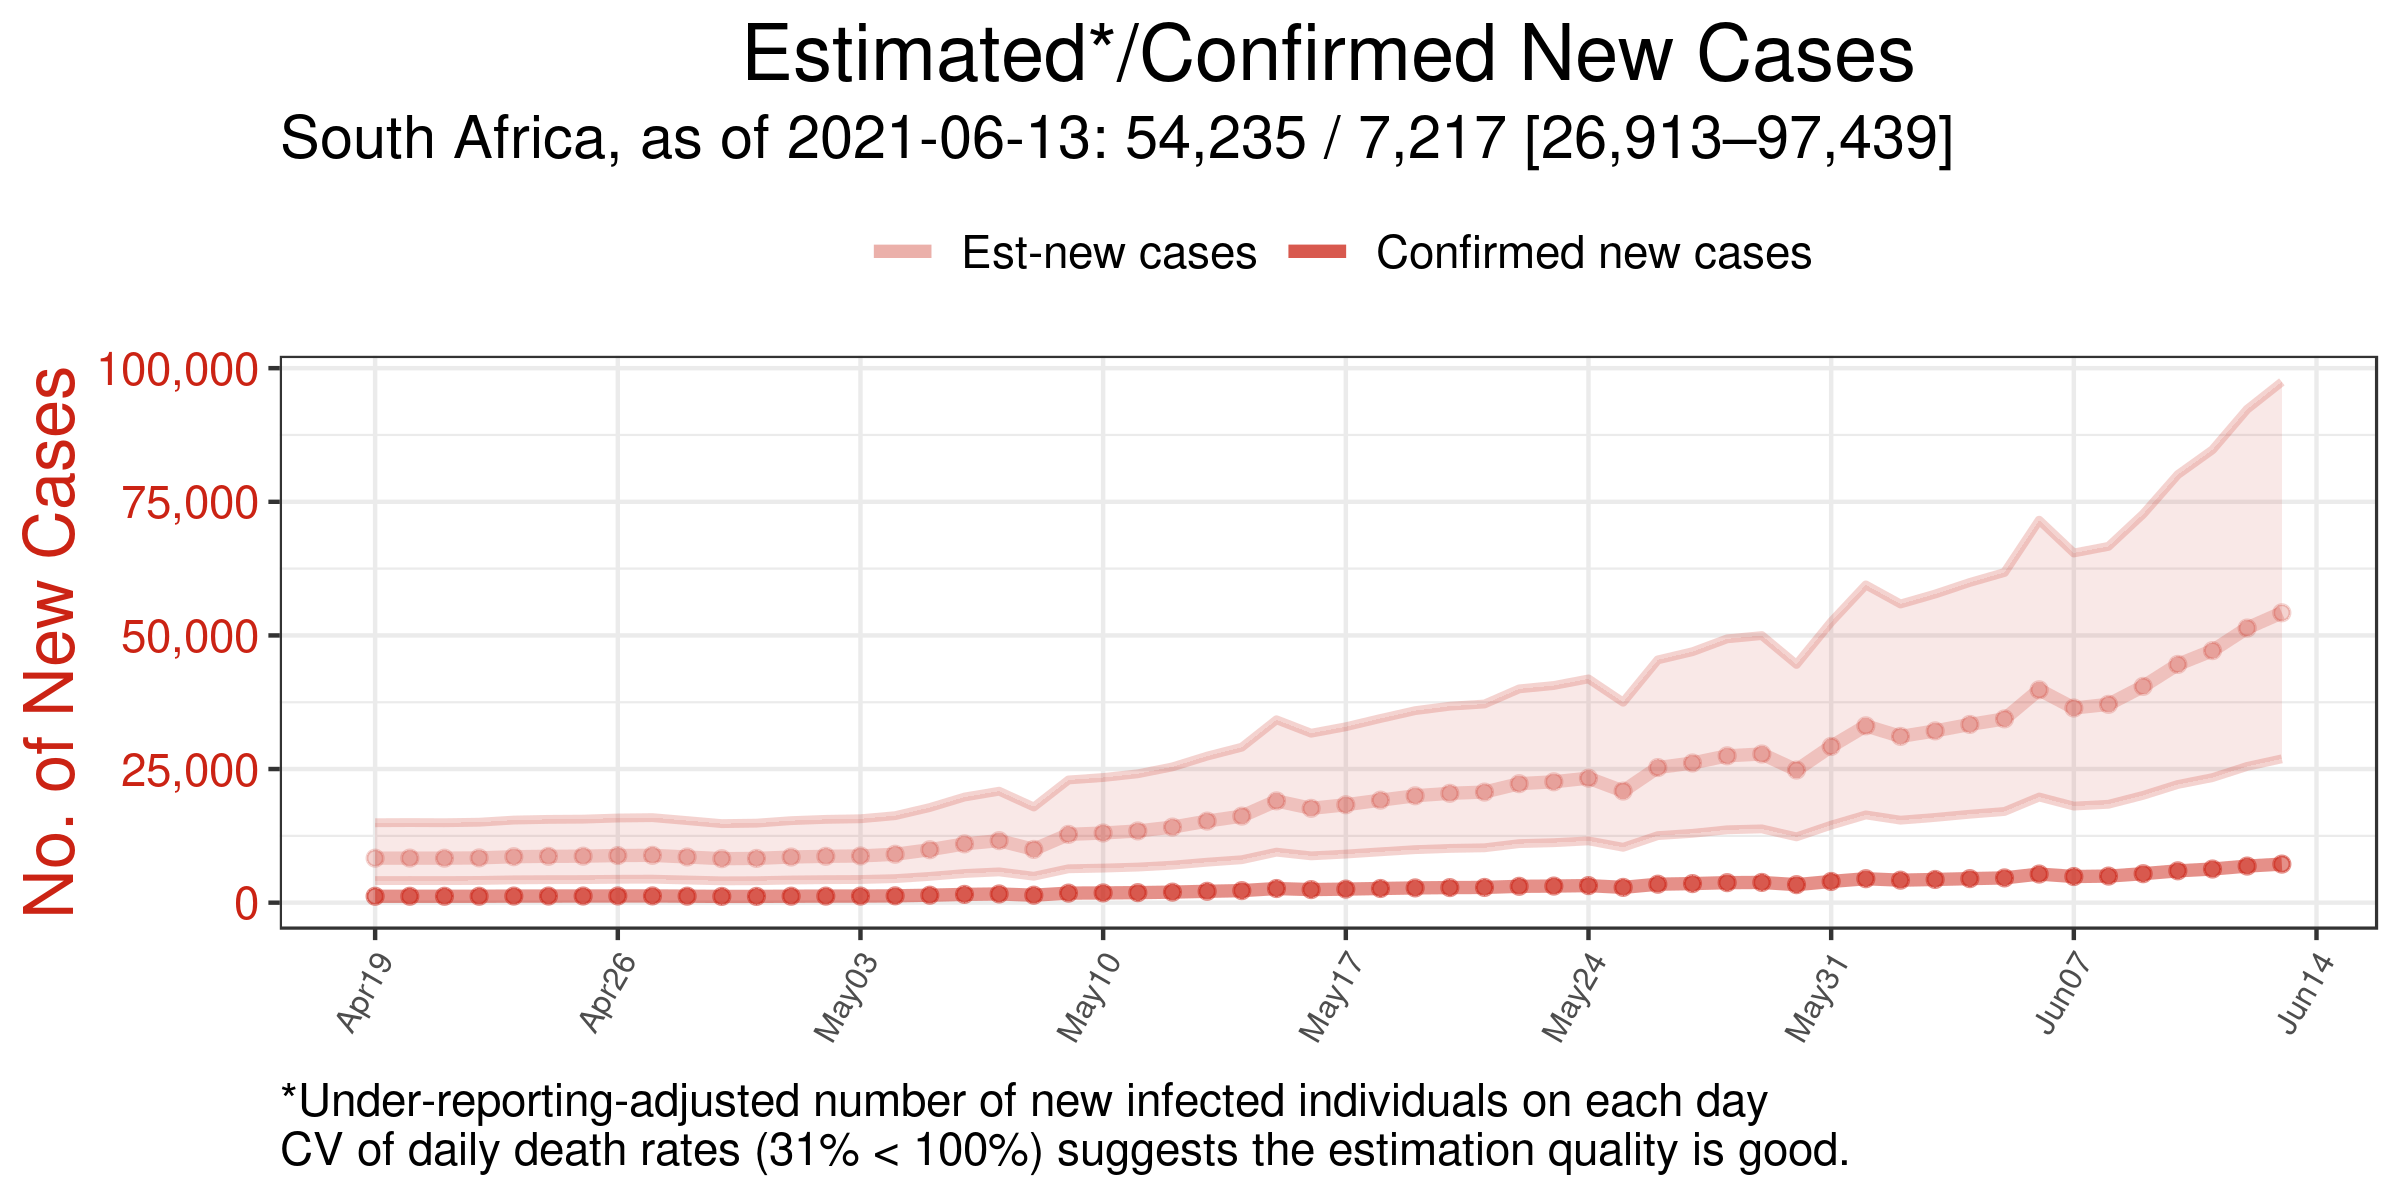 Estimated*/Confirmed New Cases
South Africa, as of 2021-06-13: 54,235 / 7,217 [26,913–97,439]
Est-new cases
Confirmed new cases
No. of New Cases
100,000
75,000
50,000
25,000
0
Apr19
Apr26
May03
May10
May17
May24
May31
Jun07
Jun14
*Under-reporting-adjusted number of new infected individuals on each day
CV of daily death rates (31% < 100%) suggests the estimation quality is good.